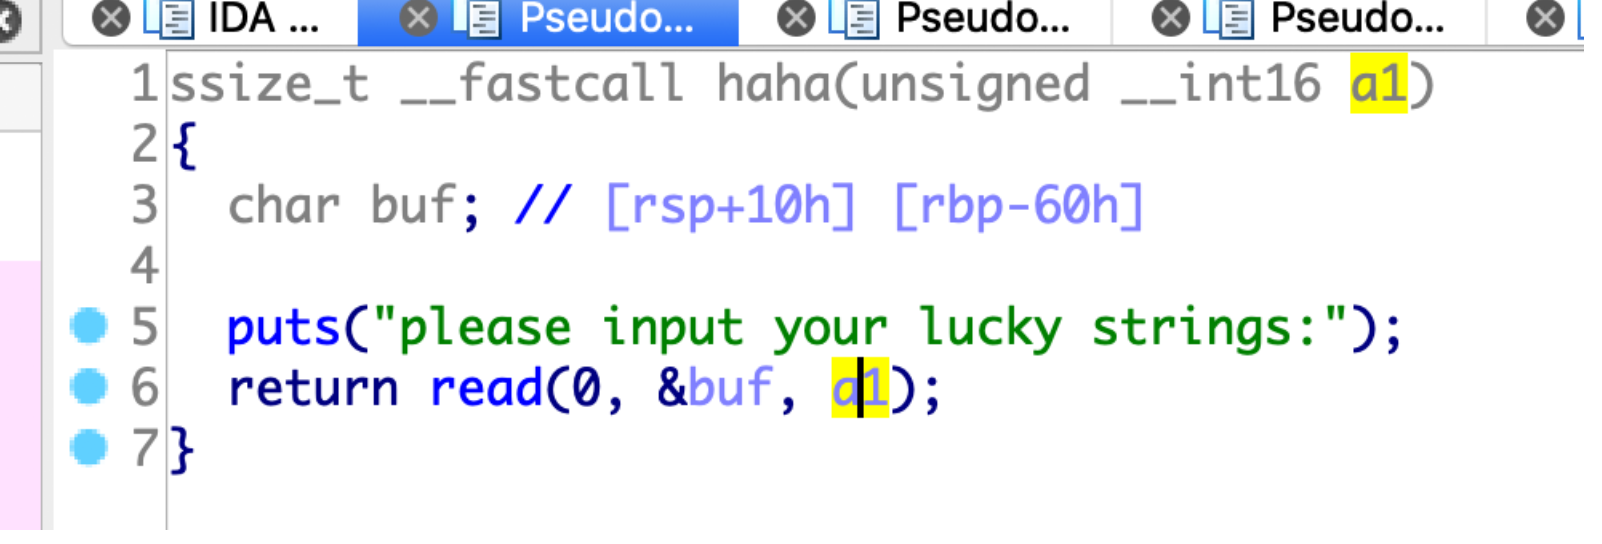 IDA ... Pseudo... Pseudo... Pseudo...
1 ssize_t __fastcall haha(unsigned __int16 a1)
2 {
3 char buf; // [rsp+10h] [rbp-60h]
4
5 puts("please input your lucky strings:");
6 return read(0, &buf, a1);
7 }